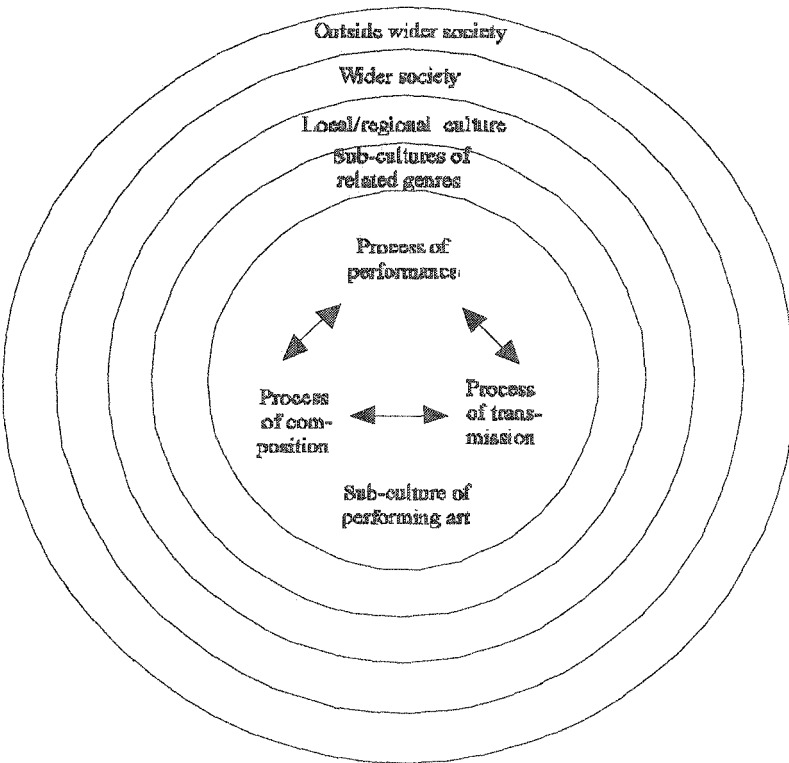 Outside wider society
Wider society
Local/regional culture
Sub-cultures of
related genres
Process of
performance
Process
of com-
position
Process
of trans-
mission
Sub-culture of
performing art